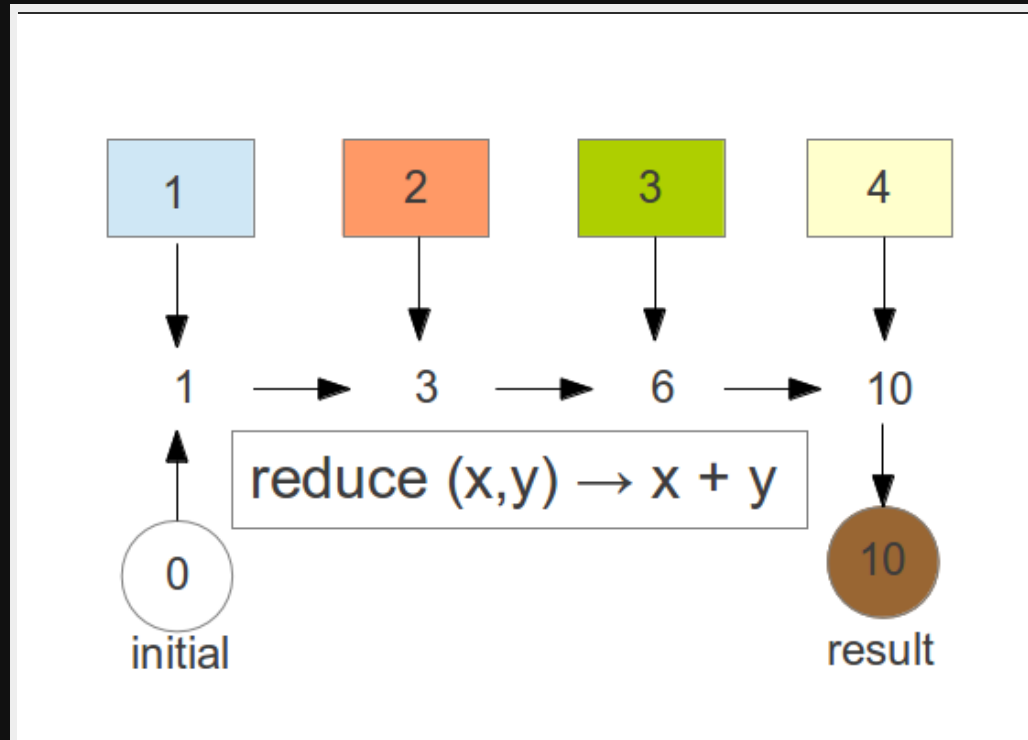 1 2 3 4
1 → 3 → 6 → 10
reduce (x,y) → x + y
0 10
initial result